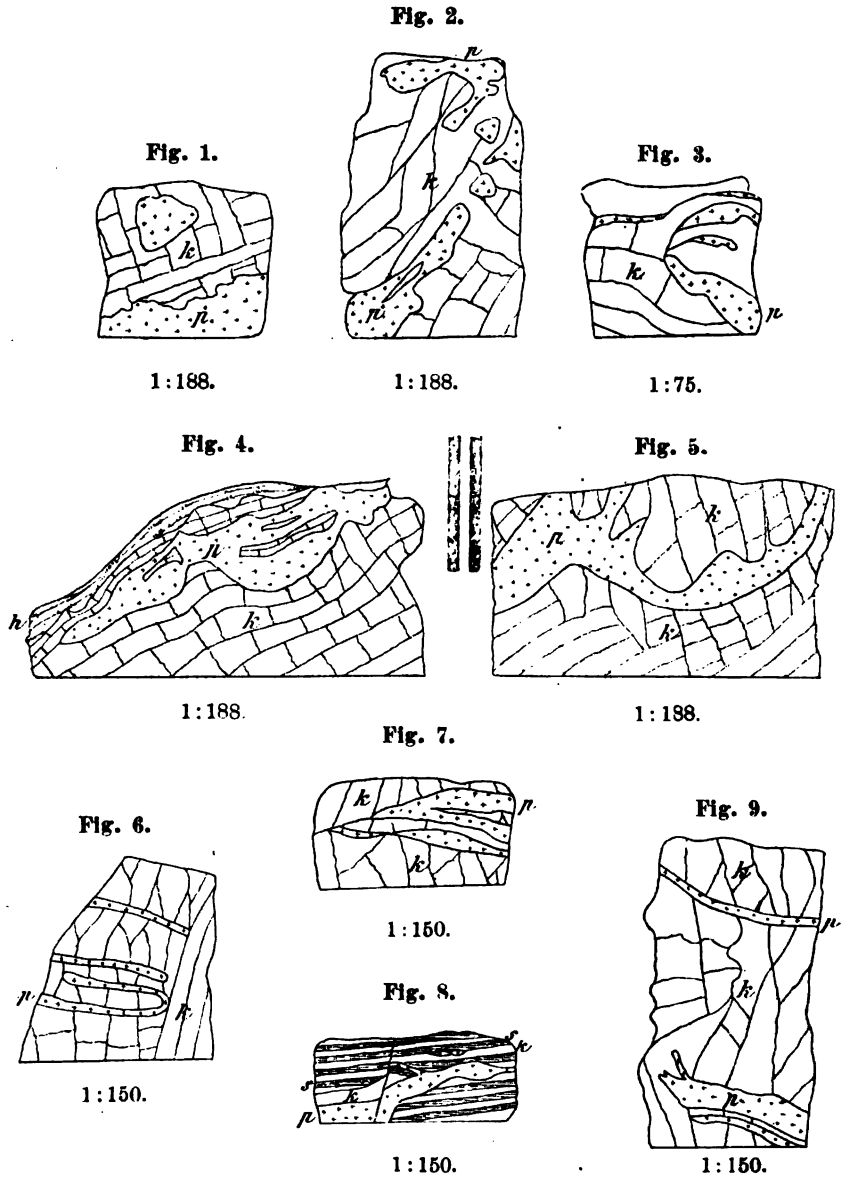 Fig. 2.
p
k
p
1:188.
Fig. 1.
k
p.
1:188.
Fig. 3.
k
p
1:75.
Fig. 4.
p
h
k
1:188.
Fig. 5.
k
p
k
1:188.
Fig. 7.
k
p.
k
1:150.
Fig. 6.
p
k
1:150.
Fig. 8.
s
k
s
k
p
1:150.
Fig. 9.
k
p.
k
p
1:150.